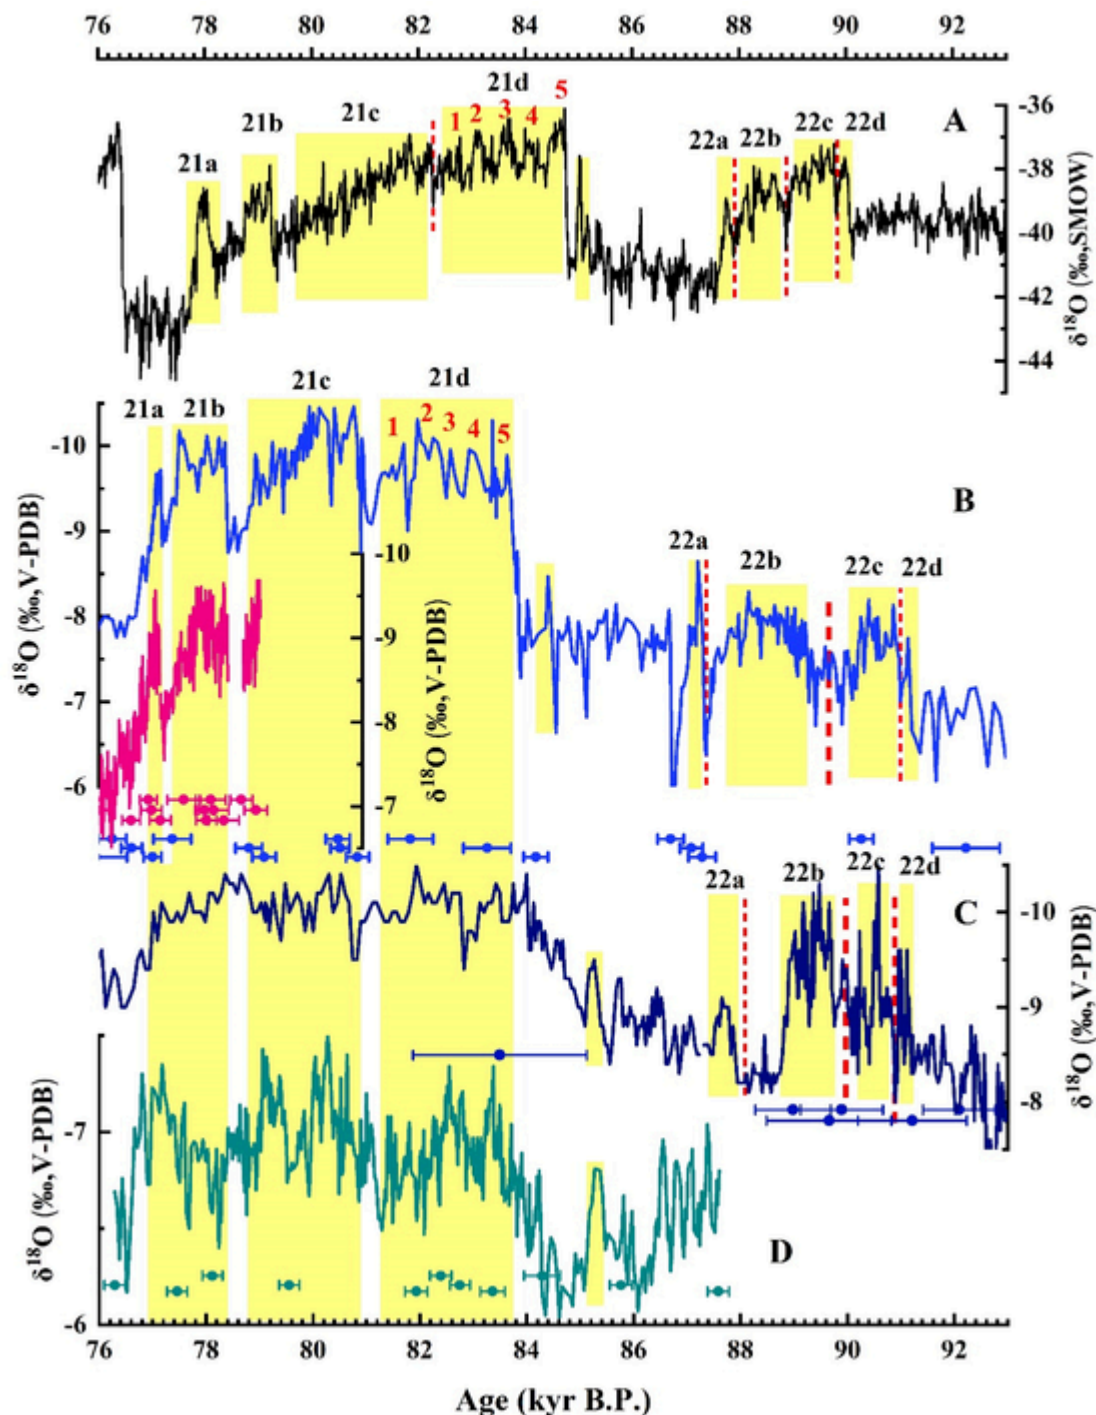 76 78 80 82 84 86 88 90 92
21d
5
3
21c
2
4
1
-36
A
21b
22c 22d
22a 22b
21a
-38
-40
-42
-44
δ18O (‰,SMOW)
21c
21d
21a 21b
2
1
3 4 5
-10
B
-9
-8
-7
-6
δ18O (‰,V-PDB)
-10
-9
-8
-7
δ18O (‰,V-PDB)
22a
22b
22c 22d
22a
22b
22c
22d
C
-10
-9
-8
δ18O (‰,V-PDB)
-7
-6
δ18O (‰,V-PDB)
D
76 78 80 82 84 86 88 90 92
Age (kyr B.P.)